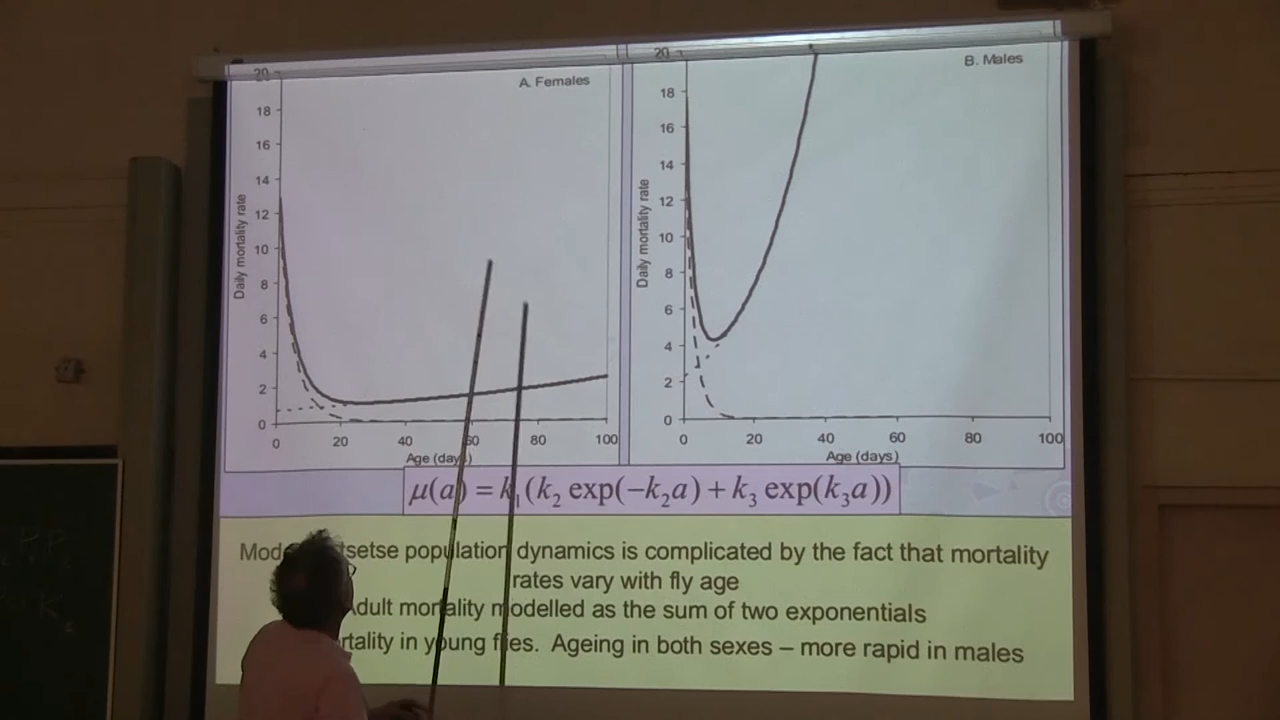 A. Females
20
18
16
14
12
10
8
6
4
2
0
Daily mortality rate
0 20 40 60 80 100
Age (days)
B. Males
20
18
16
14
12
10
8
6
4
2
0
Daily mortality rate
0 20 40 60 80 100
Age (days)
μ(a) = k₁(k₂ exp(−k₂a) + k₃ exp(k₃a))
tsetse population dynamics is complicated by the fact that mortality
rates vary with fly age
Adult mortality modelled as the sum of two exponentials
rtality in young flies. Ageing in both sexes – more rapid in males